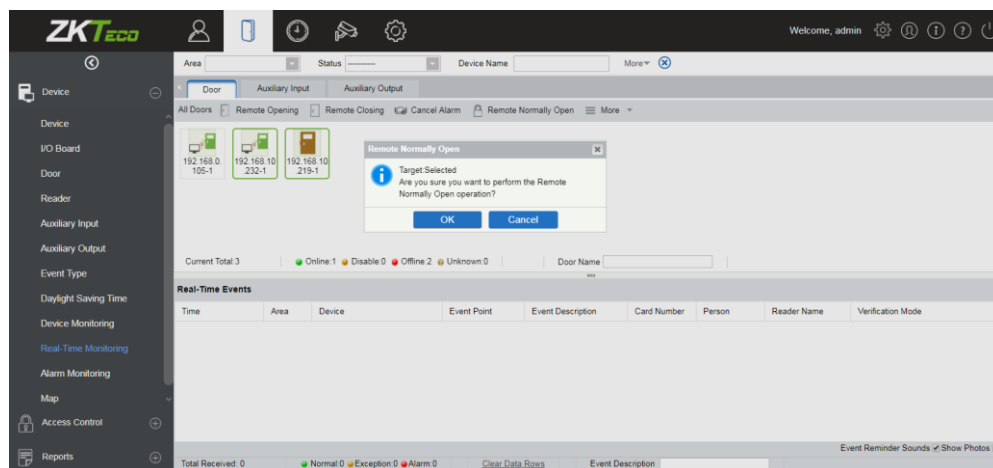 ZKTeco
Welcome, admin
Area
Status ----------
Device Name
More
Device
Door
Auxiliary Input
Auxiliary Output
All Doors
Remote Opening
Remote Closing
Cancel Alarm
Remote Normally Open
More
Device
I/O Board
Door
Reader
Auxiliary Input
Auxiliary Output
Event Type
Daylight Saving Time
Device Monitoring
Real-Time Monitoring
Alarm Monitoring
Map
Access Control
Reports
192.168.0.
105-1
192.168.10
.232-1
192.168.10
.219-1
Remote Normally Open
Target:Selected
Are you sure you want to perform the Remote
Normally Open operation?
OK
Cancel
Current Total:3
Online:1
Disable:0
Offline:2
Unknown:0
Door Name
Real-Time Events
Time
Area
Device
Event Point
Event Description
Card Number
Person
Reader Name
Verification Mode
Event Reminder Sounds
Show Photos
Total Received: 0
Normal:0
Exception:0
Alarm:0
Clear Data Rows
Event Description